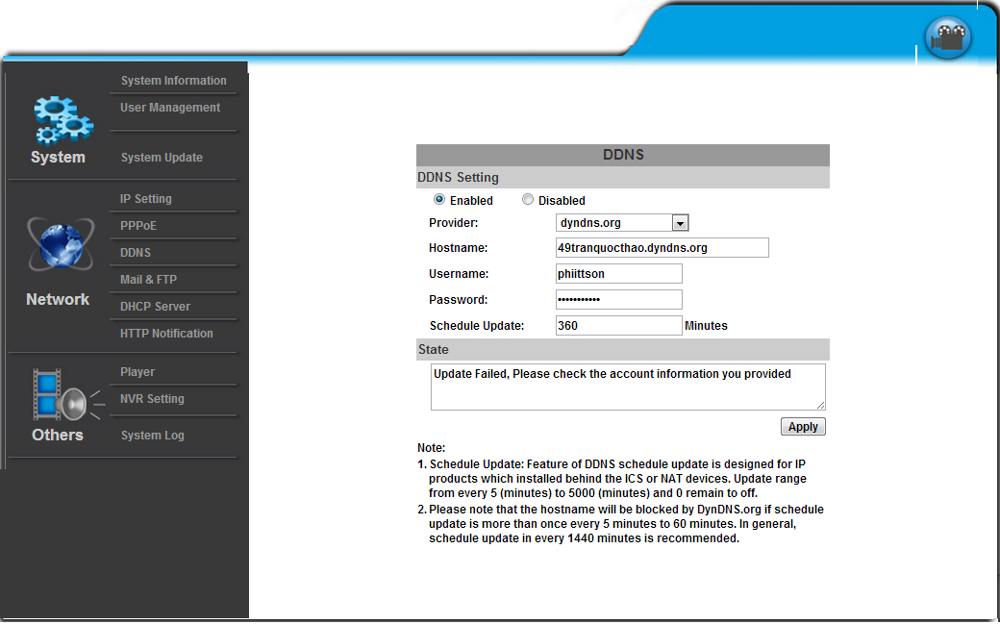 System Information
User Management
System
System Update
IP Setting
PPPoE
DDNS
Mail & FTP
Network
DHCP Server
HTTP Notification
Player
NVR Setting
Others
System Log
DDNS
DDNS Setting
Enabled Disabled
Provider: dyndns.org
Hostname: 49tranquocthao.dyndns.org
Username: phiittson
Password: •••••••••••
Schedule Update: 360 Minutes
State
Update Failed, Please check the account information you provided
Apply
Note:
1. Schedule Update: Feature of DDNS schedule update is designed for IP
products which installed behind the ICS or NAT devices. Update range
from every 5 (minutes) to 5000 (minutes) and 0 remain to off.
2. Please note that the hostname will be blocked by DynDNS.org if schedule
update is more than once every 5 minutes to 60 minutes. In general,
schedule update in every 1440 minutes is recommended.